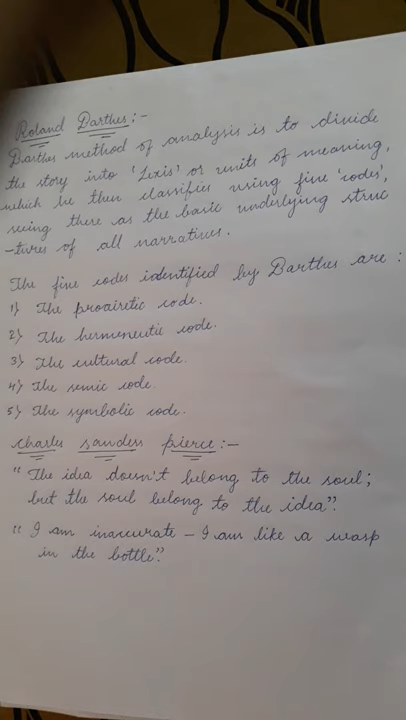 Roland Barthes :-
Barthes method of analysis is to divide
the story into 'Lexis' or units of meaning,
which he then classifies using five 'codes',
seeing there as the basic underlying struc
-tures of all narratives.
The five codes identified by Barthes are :
1) The proairetic code.
2) The hermeneutic code.
3) The cultural code.
4) The semic code.
5) The symbolic code.
Charles sanders pierce :-
"The idea doesn't belong to the soul;
but the soul belong to the idea".
"I am inaccurate - I am like a wasp
in the bottle".